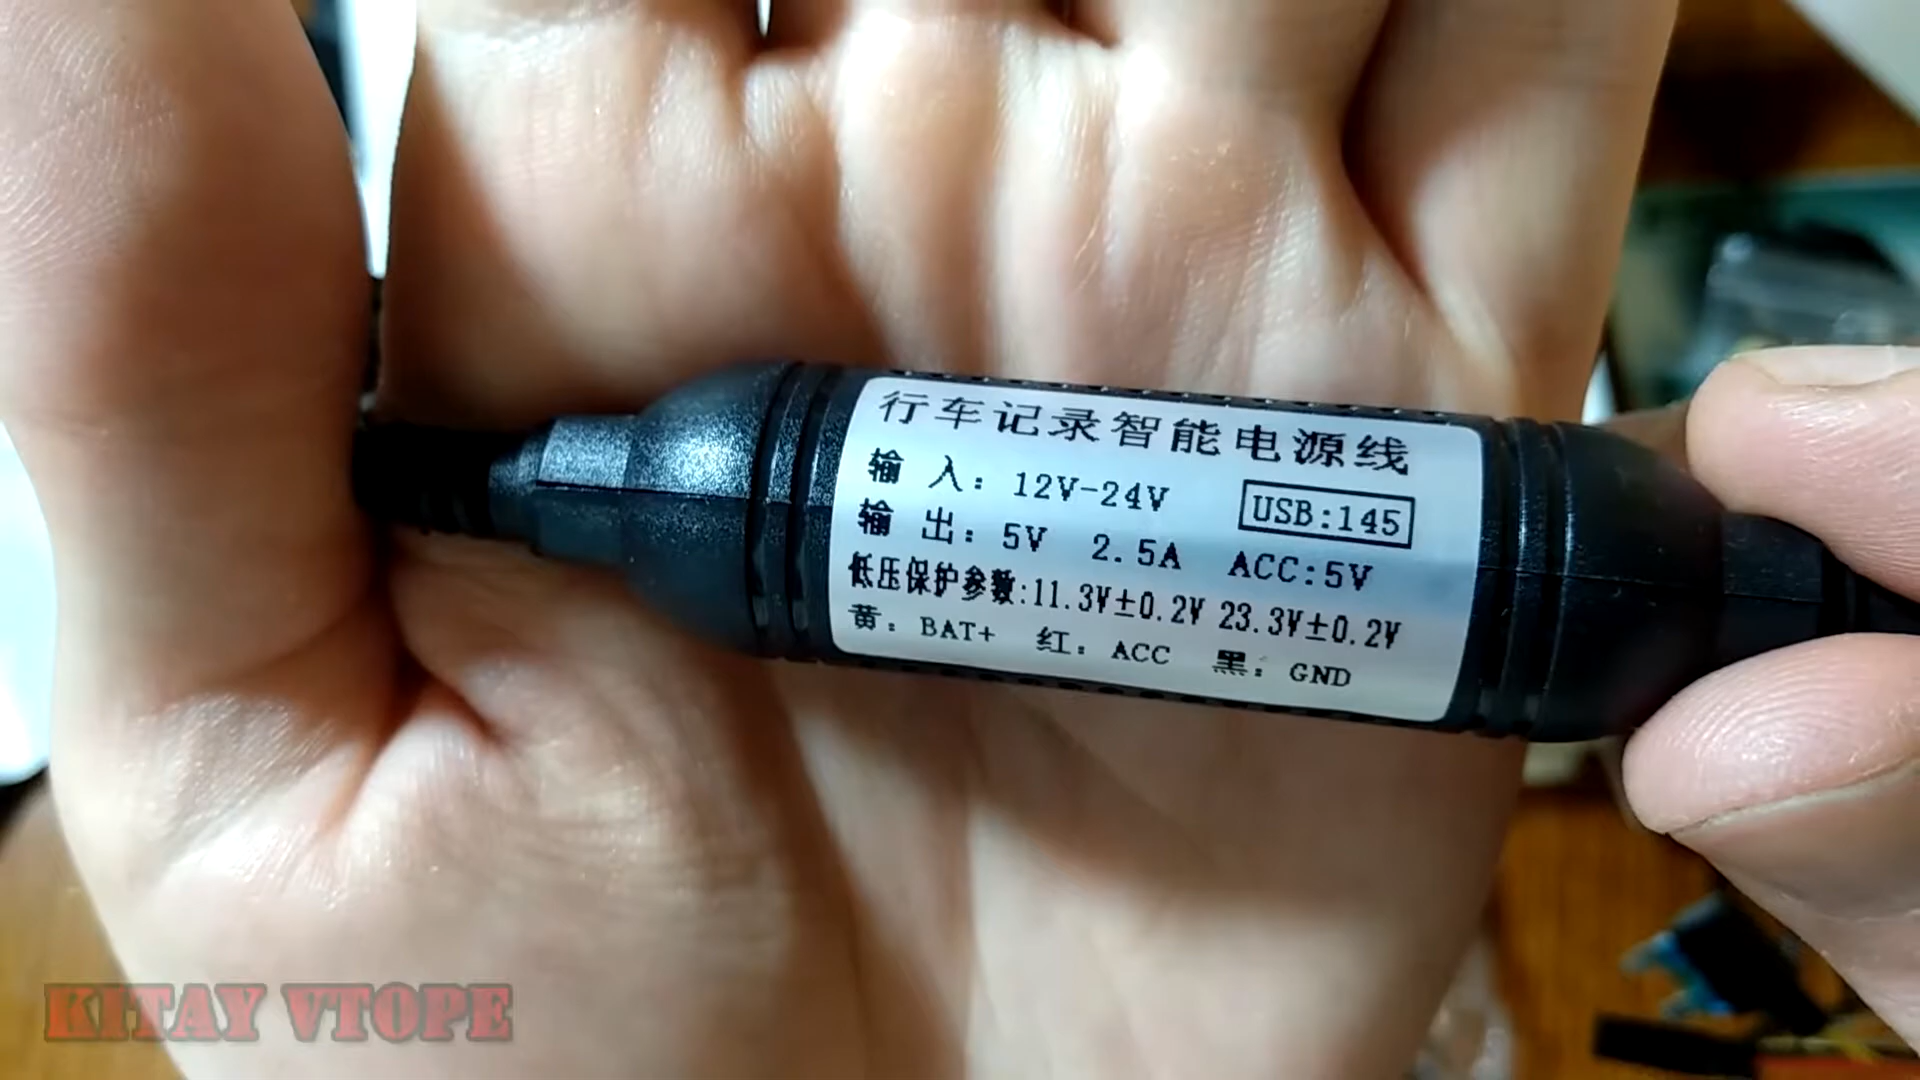 行车记录智能电源线
输 入: 12V-24V USB:145
输 出: 5V 2.5A ACC:5V
低压保护参数:11.3V±0.2V 23.3V±0.2V
黄: BAT+ 红: ACC 黑: GND
KITAY VTOPE